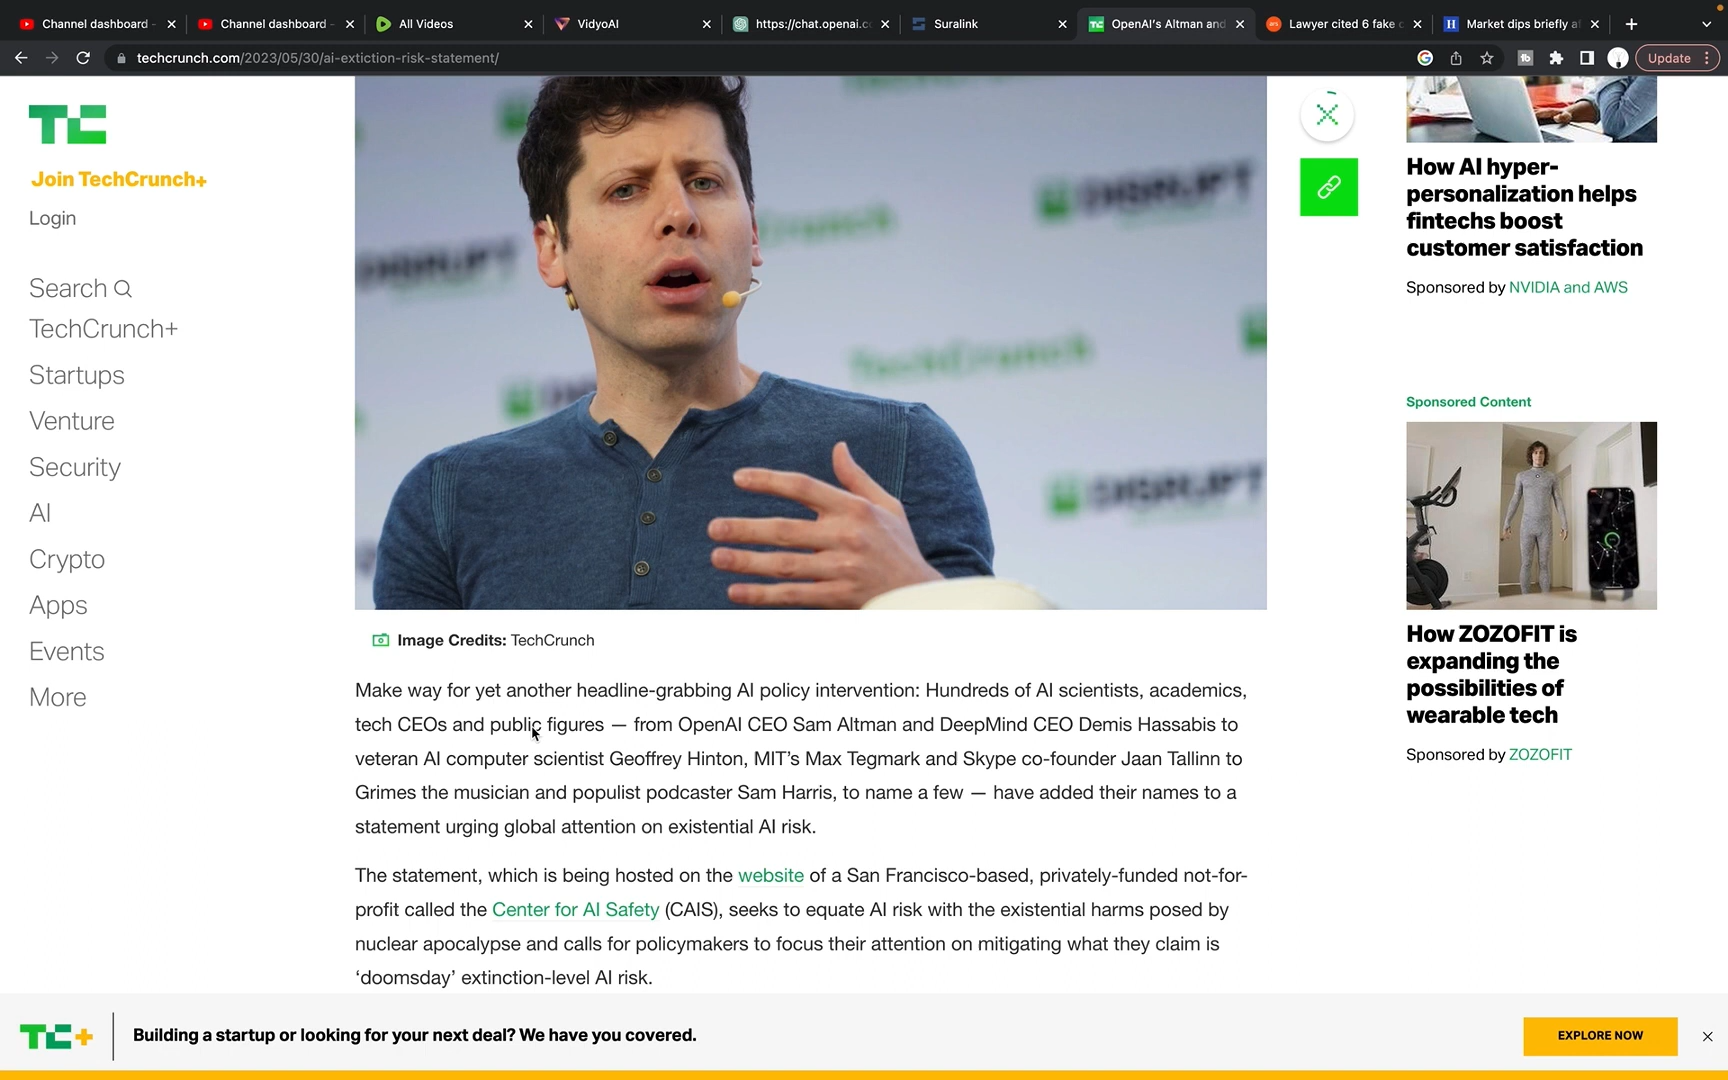 Channel dashboard -
Channel dashboard -
All Videos
VidyoAI
https://chat.openai.c
Suralink
OpenAI's Altman and
Lawyer cited 6 fake c
Market dips briefly a
techcrunch.com/2023/05/30/ai-extiction-risk-statement/
Update
TC
Join TechCrunch+
Login
Search
TechCrunch+
Startups
Venture
Security
AI
Crypto
Apps
Events
More
DISRUPT
TechCrunch
DISRUPT
TechCrunch
DISRUPT
Image Credits: TechCrunch
Make way for yet another headline-grabbing AI policy intervention: Hundreds of AI scientists, academics,
tech CEOs and public figures — from OpenAI CEO Sam Altman and DeepMind CEO Demis Hassabis to
veteran AI computer scientist Geoffrey Hinton, MIT's Max Tegmark and Skype co-founder Jaan Tallinn to
Grimes the musician and populist podcaster Sam Harris, to name a few — have added their names to a
statement urging global attention on existential AI risk.
The statement, which is being hosted on the website of a San Francisco-based, privately-funded not-for-
profit called the Center for AI Safety (CAIS), seeks to equate AI risk with the existential harms posed by
nuclear apocalypse and calls for policymakers to focus their attention on mitigating what they claim is
‘doomsday’ extinction-level AI risk.
How AI hyper-
personalization helps
fintechs boost
customer satisfaction
Sponsored by NVIDIA and AWS
Sponsored Content
How ZOZOFIT is
expanding the
possibilities of
wearable tech
Sponsored by ZOZOFIT
TC+
Building a startup or looking for your next deal? We have you covered.
EXPLORE NOW